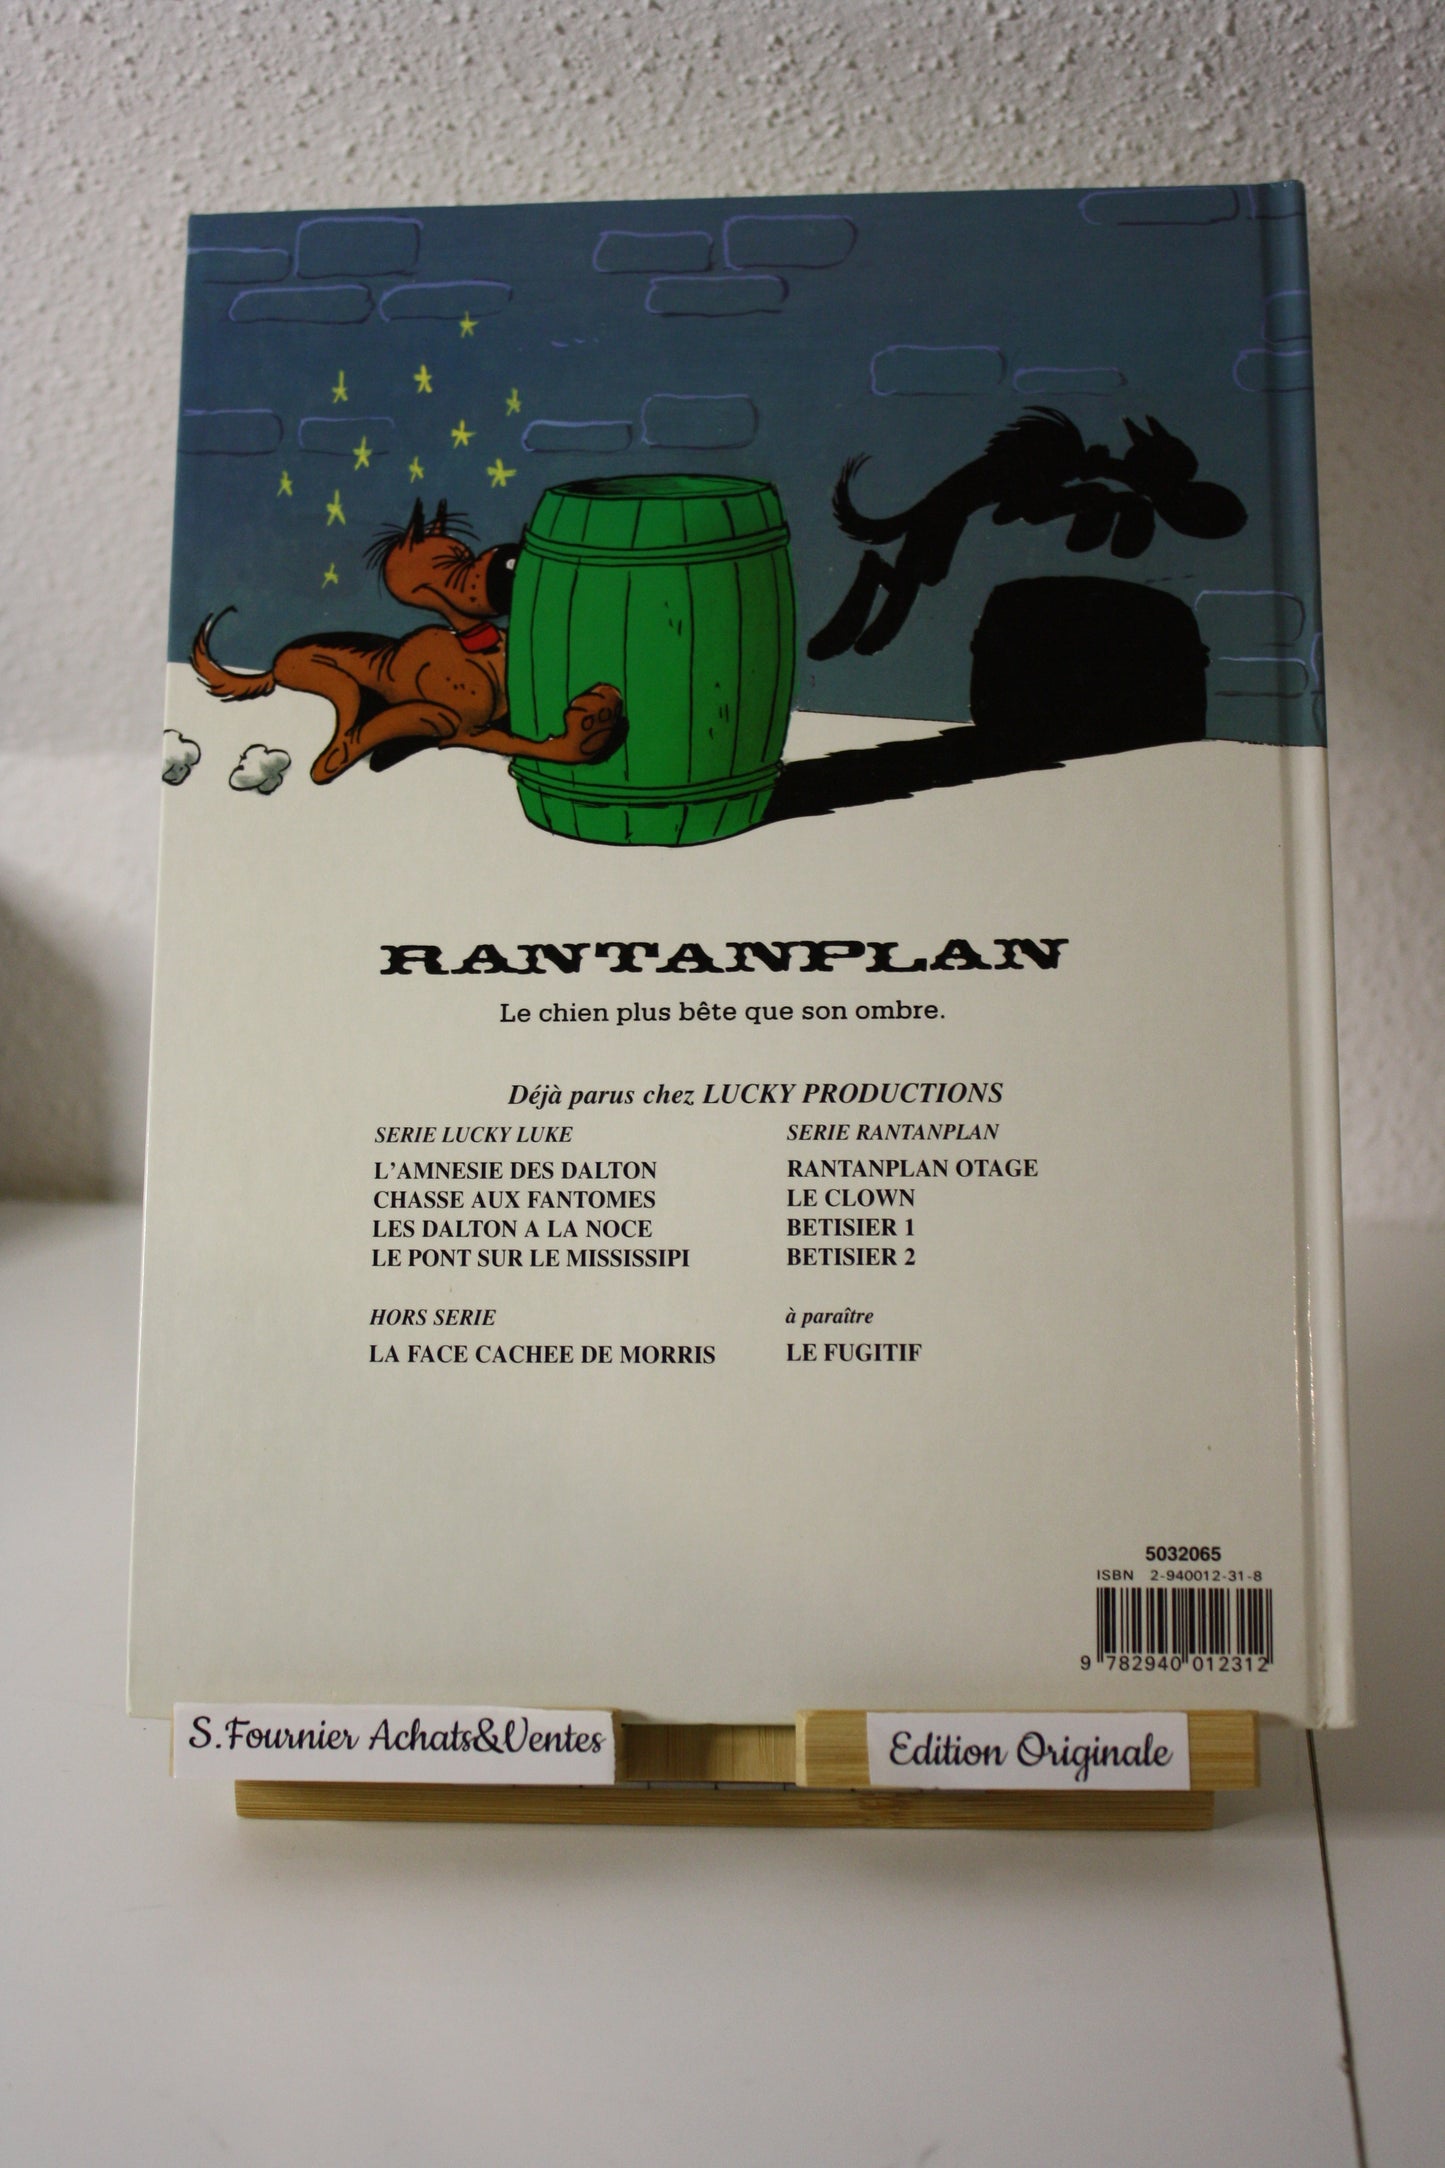 RANTANPLAN
Le chien plus bête que son ombre.
Déjà parus chez LUCKY PRODUCTIONS
SERIE LUCKY LUKE
L'AMNESIE DES DALTON
CHASSE AUX FANTOMES
LES DALTON A LA NOCE
LE PONT SUR LE MISSISSIPI
HORS SERIE
LA FACE CACHEE DE MORRIS
SERIE RANTANPLAN
RANTANPLAN OTAGE
LE CLOWN
BETISIER 1
BETISIER 2
à paraître
LE FUGITIF
5032065
ISBN 2-940012-31-8
9 782940 012312
S.Fournier Achats&Ventes
Edition Originale